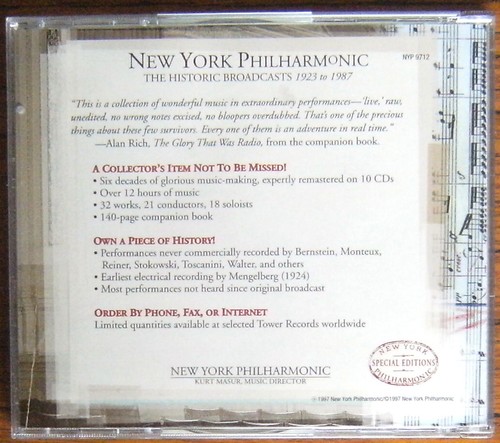 NEW YORK PHILHARMONIC
NYP 9712
THE HISTORIC BROADCASTS 1923 to 1987
"This is a collection of wonderful music in extraordinary performances—'live,' raw,
unedited, no wrong notes excised, no bloopers overdubbed. That's one of the precious
things about these few survivors. Every one of them is an adventure in real time."
—Alan Rich, The Glory That Was Radio, from the companion book.
A COLLECTOR'S ITEM NOT TO BE MISSED!
• Six decades of glorious music-making, expertly remastered on 10 CDs
• Over 12 hours of music
• 32 works, 21 conductors, 18 soloists
• 140-page companion book
OWN A PIECE OF HISTORY!
• Performances never commercially recorded by Bernstein, Monteux,
Reiner, Stokowski, Toscanini, Walter, and others
• Earliest electrical recording by Mengelberg (1924)
• Most performances not heard since original broadcast
ORDER BY PHONE, FAX, OR INTERNET
Limited quantities available at selected Tower Records worldwide
NEW YORK
SPECIAL EDITIONS
PHILHARMONIC
NEW YORK PHILHARMONIC
KURT MASUR, MUSIC DIRECTOR
℗ 1997 New York Philharmonic/©1997 New York Philharmonic